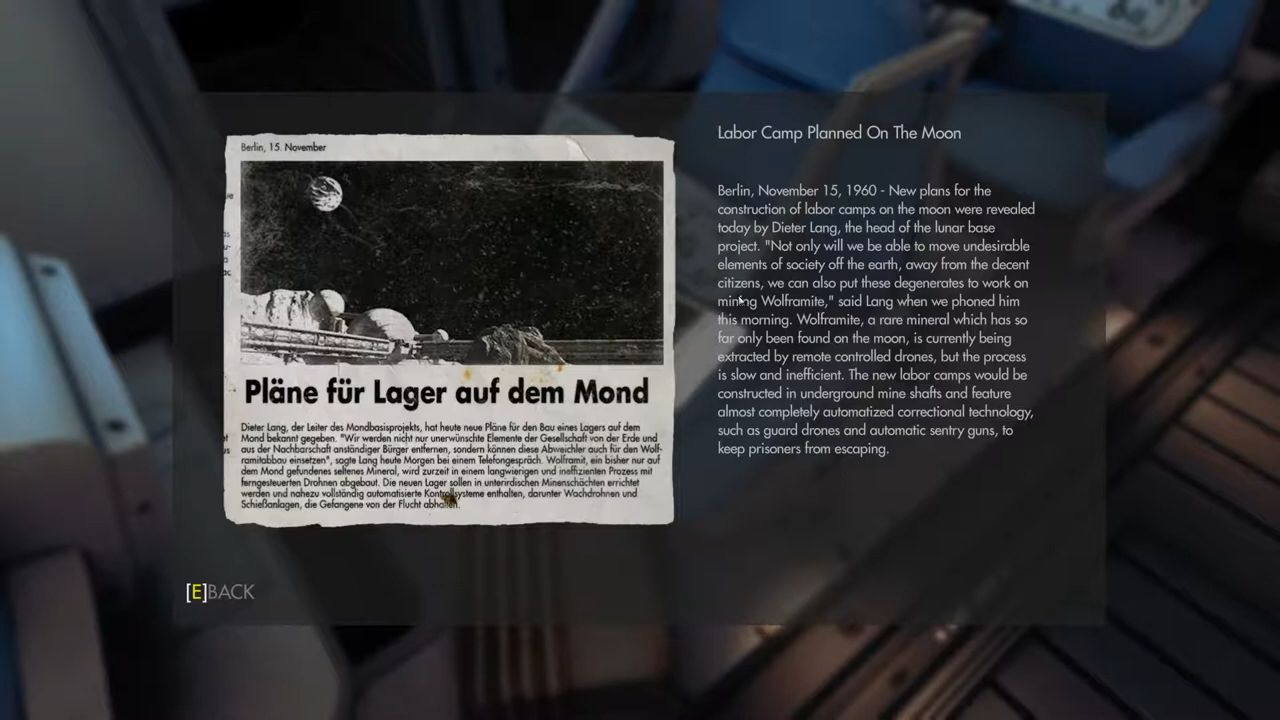 Berlin, 15. November
Pläne für Lager auf dem Mond
Dieter Lang, der Leiter des Mondbasisprojekts, hat heute neue Pläne für den Bau eines Lagers auf dem
Mond bekannt gegeben. "Wir werden nicht nur unerwünschte Elemente der Gesellschaft von der Erde und
aus der Nachbarschaft anständiger Bürger entfernen, sondern können diese Abweichler auch für den Wolf-
ramitabbau einsetzen", sagte Lang heute Morgen bei einem Telefongespräch. Wolframit, ein bisher nur auf
dem Mond gefundenes seltenes Mineral, wird zurzeit in einem langwierigen und ineffizienten Prozess mit
ferngesteuerten Drohnen abgebaut. Die neuen Lager sollen in unterirdischen Minenschächten errichtet
werden und nahezu vollständig automatisierte Kontrollsysteme enthalten, darunter Wachdrohnen und
Schießanlagen, die Gefangene von der Flucht abhalten.
Labor Camp Planned On The Moon
Berlin, November 15, 1960 - New plans for the
construction of labor camps on the moon were revealed
today by Dieter Lang, the head of the lunar base
project. "Not only will we be able to move undesirable
elements of society off the earth, away from the decent
citizens, we can also put these degenerates to work on
mining Wolframite," said Lang when we phoned him
this morning. Wolframite, a rare mineral which has so
far only been found on the moon, is currently being
extracted by remote controlled drones, but the process
is slow and inefficient. The new labor camps would be
constructed in underground mine shafts and feature
almost completely automatized correctional technology,
such as guard drones and automatic sentry guns, to
keep prisoners from escaping.
[E]BACK